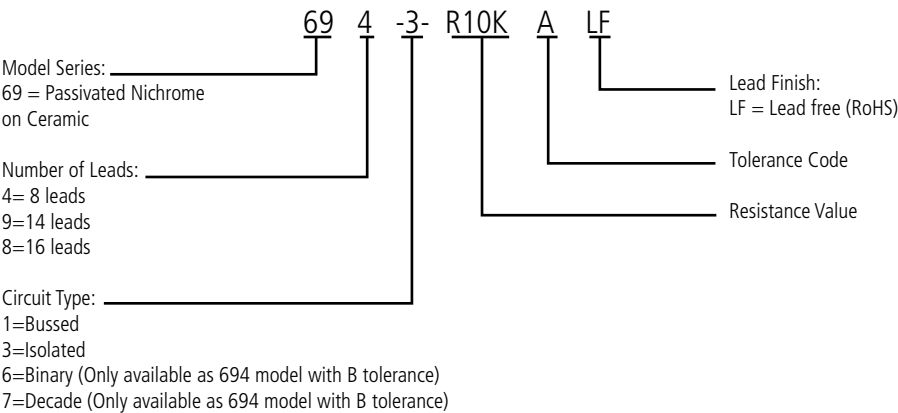 69 4 -3- R10K A LF
Model Series:
69 = Passivated Nichrome
on Ceramic
Number of Leads:
4= 8 leads
9=14 leads
8=16 leads
Circuit Type:
1=Bussed
3=Isolated
6=Binary (Only available as 694 model with B tolerance)
7=Decade (Only available as 694 model with B tolerance)
Lead Finish:
LF = Lead free (RoHS)
Tolerance Code
Resistance Value